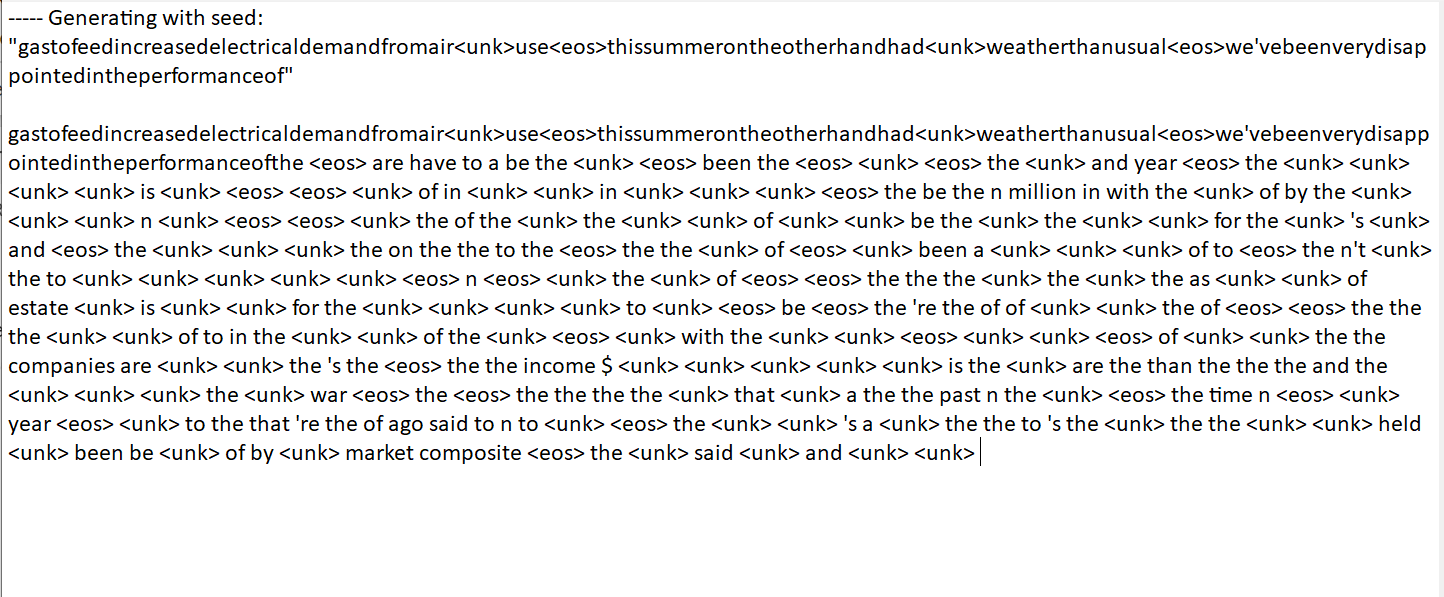 ----- Generating with seed:
"gastofeedincreasedelectricaldemandfromair<unk>use<eos>thissummerontheotherhandhad<unk>weatherthanusual<eos>we'vebeenverydisap
pointedintheperformanceof"
gastofeedincreasedelectricaldemandfromair<unk>use<eos>thissummerontheotherhandhad<unk>weatherthanusual<eos>we'vebeenverydisapp
ointedintheperformanceofthe <eos> are have to a be the <unk> <eos> been the <eos> <unk> <eos> the <unk> and year <eos> the <unk> <unk>
<unk> <unk> is <unk> <eos> <eos> <unk> of in <unk> <unk> in <unk> <unk> <unk> <eos> the be the n million in with the <unk> of by the <unk>
<unk> <unk> n <unk> <eos> <eos> <unk> the of the <unk> the <unk> <unk> of <unk> <unk> be the <unk> the <unk> <unk> for the <unk> 's <unk>
and <eos> the <unk> <unk> <unk> the on the the to the <eos> the the <unk> of <eos> <unk> been a <unk> <unk> <unk> of to <eos> the n't <unk>
the to <unk> <unk> <unk> <unk> <unk> <eos> n <eos> <unk> the <unk> of <eos> <eos> the the the <unk> the <unk> the as <unk> <unk> of
estate <unk> is <unk> <unk> for the <unk> <unk> <unk> <unk> to <unk> <eos> be <eos> the 're the of of <unk> <unk> the of <eos> <eos> the the
the <unk> <unk> of to in the <unk> <unk> of the <unk> <eos> <unk> with the <unk> <unk> <eos> <unk> <unk> <eos> of <unk> <unk> the the
companies are <unk> <unk> the 's the <eos> the the income $ <unk> <unk> <unk> <unk> <unk> is the <unk> are the than the the the and the
<unk> <unk> <unk> the <unk> war <eos> the <eos> the the the the <unk> that <unk> a the the past n the <unk> <eos> the time n <eos> <unk>
year <eos> <unk> to the that 're the of ago said to n to <unk> <eos> the <unk> <unk> 's a <unk> the the to 's the <unk> the the <unk> <unk> held
<unk> been be <unk> of by <unk> market composite <eos> the <unk> said <unk> and <unk> <unk>